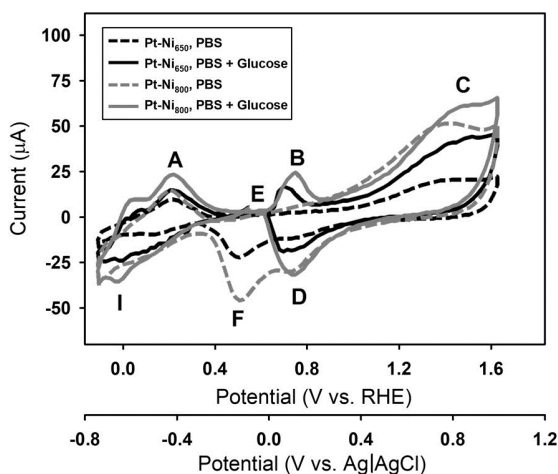 Pt-Ni650, PBS
Pt-Ni650, PBS + Glucose
Pt-Ni800, PBS
Pt-Ni800, PBS + Glucose
100
75
50
25
0
-25
-50
Current (µA)
A
B
C
E
I
F
D
0.0 0.4 0.8 1.2 1.6
Potential (V vs. RHE)
-0.8 -0.4 0.0 0.4 0.8 1.2
Potential (V vs. Ag|AgCl)